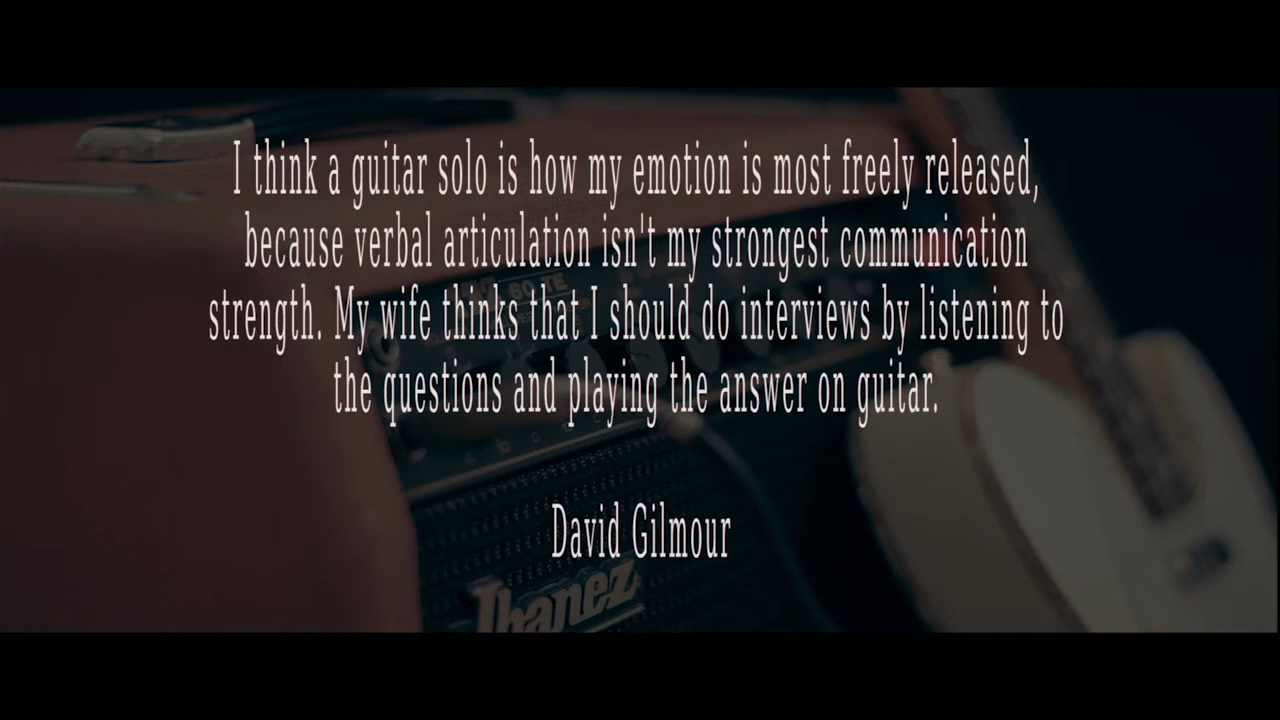 I think a guitar solo is how my emotion is most freely released,
because verbal articulation isn't my strongest communication
strength. My wife thinks that I should do interviews by listening to
the questions and playing the answer on guitar.
David Gilmour
60 TE
Ibanez